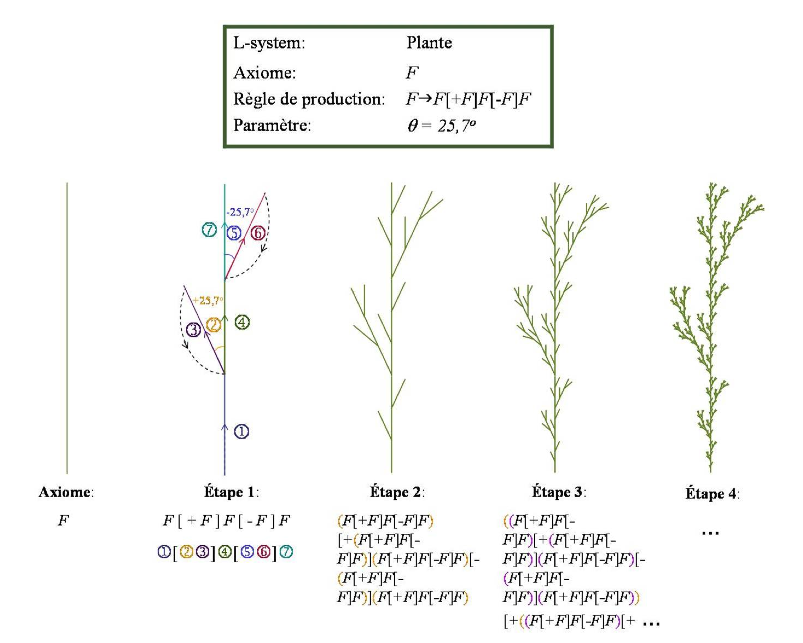 L-system: Plante
Axiome: F
Règle de production: F→F[+F]F[-F]F
Paramètre: θ = 25,7º
-25,7º
⑦ ⑤ ⑥
+25,7º
③ ② ④
①
Axiome:
F
Étape 1:
F [ + F ] F [ - F ] F
①[②③]④[⑤⑥]⑦
Étape 2:
(F[+F]F[-F]F)
[+(F[+F]F[-
F]F)](F[+F]F[-F]F)[-
(F[+F]F[-
F]F)](F[+F]F[-F]F)
Étape 3:
((F[+F]F[-
F]F)[+(F[+F]F[-
F]F)](F[+F]F[-F]F)[-
(F[+F]F[-
F]F)](F[+F]F[-F]F))
[+((F[+F]F[-F]F)[+ ...
Étape 4:
...